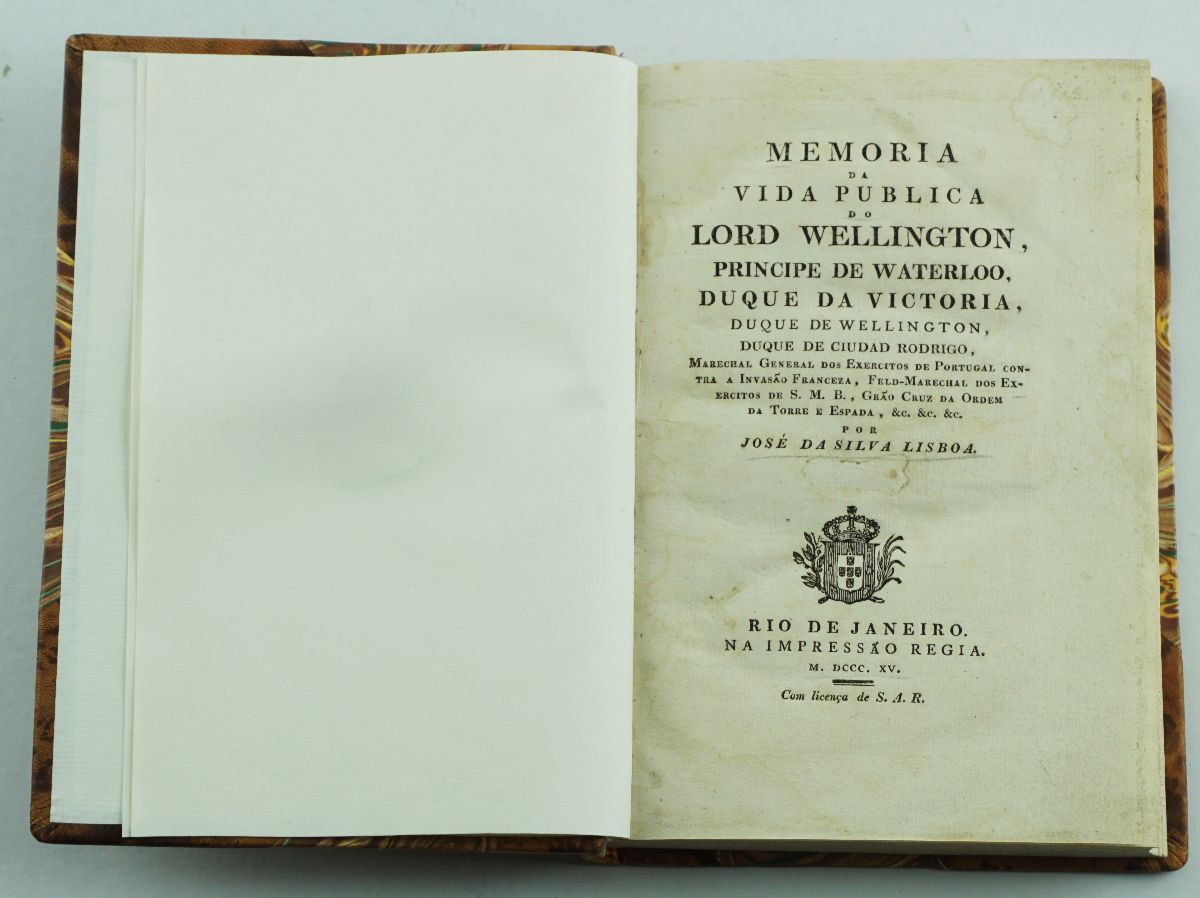 MEMORIA
DA
VIDA PUBLICA
DO
LORD WELLINGTON,
PRINCIPE DE WATERLOO,
DUQUE DA VICTORIA,
DUQUE DE WELLINGTON,
DUQUE DE CIUDAD RODRIGO,
MARECHAL GENERAL DOS EXERCITOS DE PORTUGAL CON-
TRA A INVASÃO FRANCEZA, FELD-MARECHAL DOS EX-
ERCITOS DE S. M. B., GRÃO CRUZ DA ORDEM
DA TORRE E ESPADA, &c. &c. &c.
POR
JOSÉ DA SILVA LISBOA.
RIO DE JANEIRO.
NA IMPRESSÃO REGIA.
M. DCCC. XV.
Com licença de S. A. R.